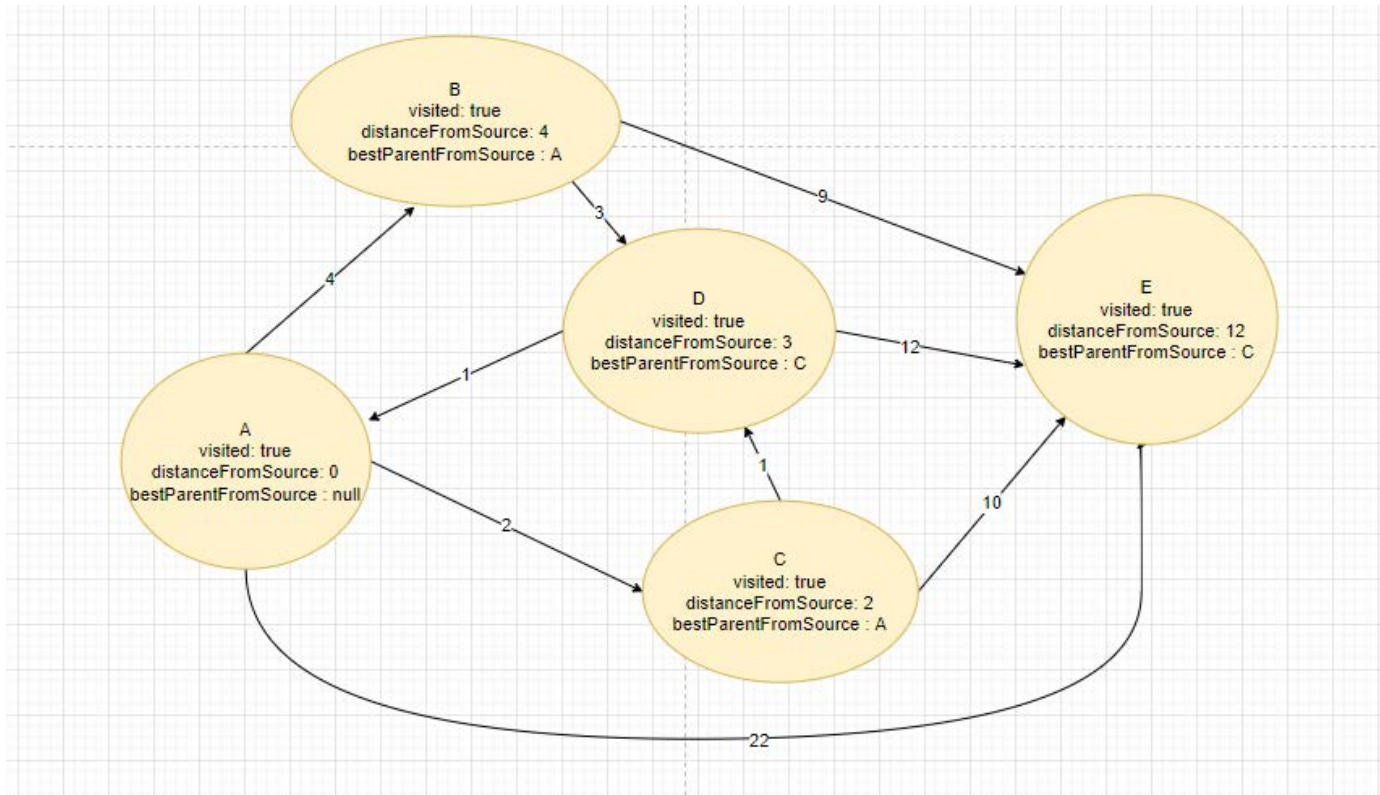 B
visited: true
distanceFromSource: 4
bestParentFromSource : A
9
3
4
D
visited: true
distanceFromSource: 3
bestParentFromSource : C
E
visited: true
distanceFromSource: 12
bestParentFromSource : C
12
1
A
visited: true
distanceFromSource: 0
bestParentFromSource : null
1
10
2
C
visited: true
distanceFromSource: 2
bestParentFromSource : A
22